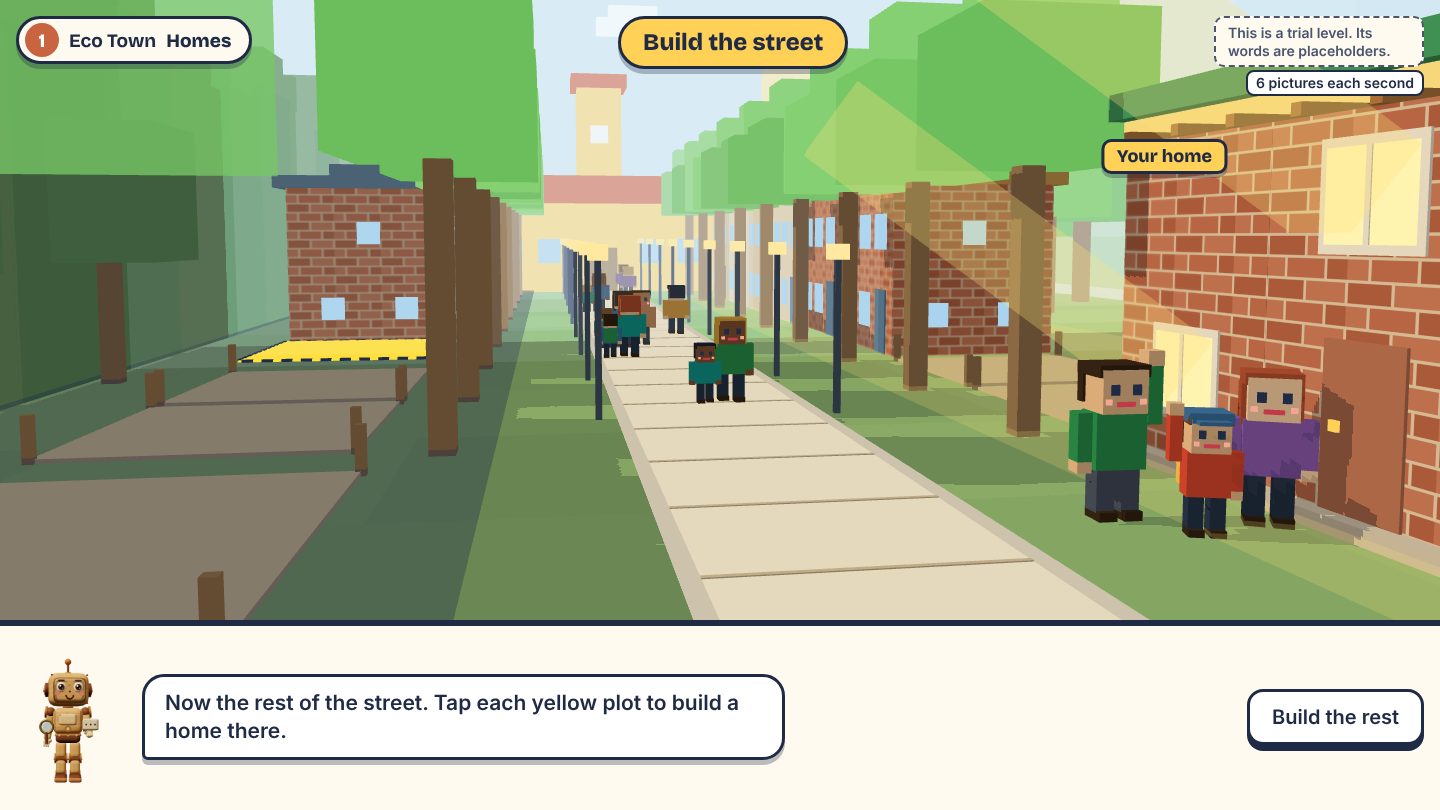 1 Eco Town Homes
Build the street
This is a trial level. Its
words are placeholders.
6 pictures each second
Your home
Now the rest of the street. Tap each yellow plot to build a
home there.
Build the rest